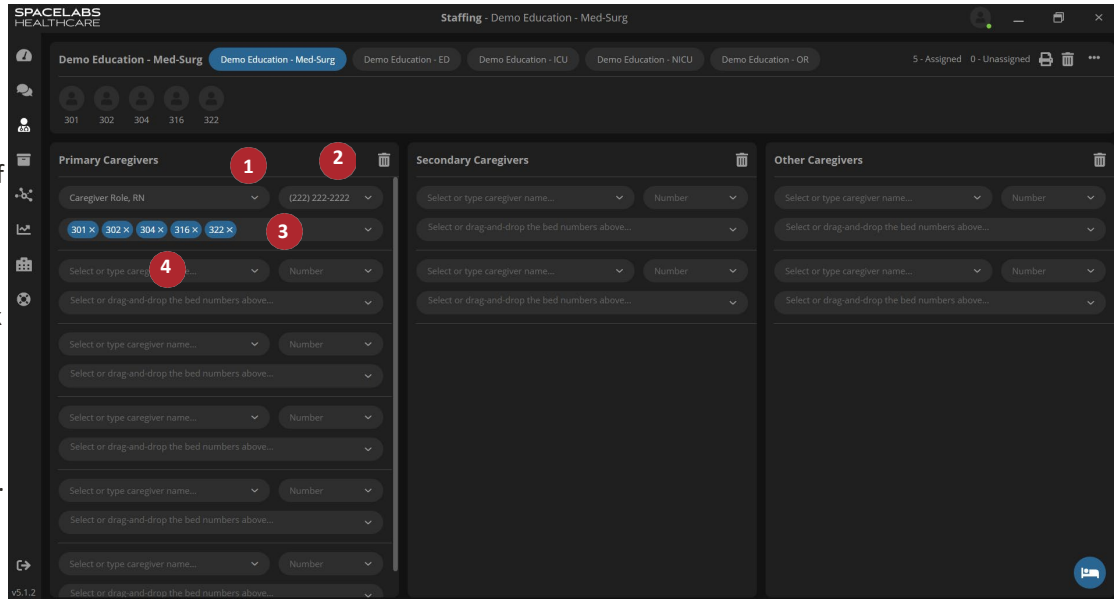 SPACELABS
HEALTHCARE
Staffing - Demo Education - Med-Surg
Demo Education - Med-Surg
Demo Education - Med-Surg
Demo Education - ED
Demo Education - ICU
Demo Education - NICU
Demo Education - OR
5 - Assigned 0 - Unassigned
301 302 304 316 322
Primary Caregivers
1
2
Secondary Caregivers
Other Caregivers
Caregiver Role, RN
(222) 222-2222
Select or type caregiver name...
Number
Select or type caregiver name...
Number
301 × 302 × 304 × 316 × 322 ×
3
Select or drag-and-drop the bed numbers above...
Select or drag-and-drop the bed numbers above...
4
Number
Select or type caregiver name...
Number
Select or type caregiver name...
Number
Select or drag-and-drop the bed numbers above...
Select or drag-and-drop the bed numbers above...
Select or drag-and-drop the bed numbers above...
Select or type caregiver name...
Number
Select or drag-and-drop the bed numbers above...
Select or type caregiver name...
Number
Select or drag-and-drop the bed numbers above...
Select or type caregiver name...
Number
Select or drag-and-drop the bed numbers above...
Select or type caregiver name...
Number
Select or drag-and-drop the bed numbers above...
v5.1.2